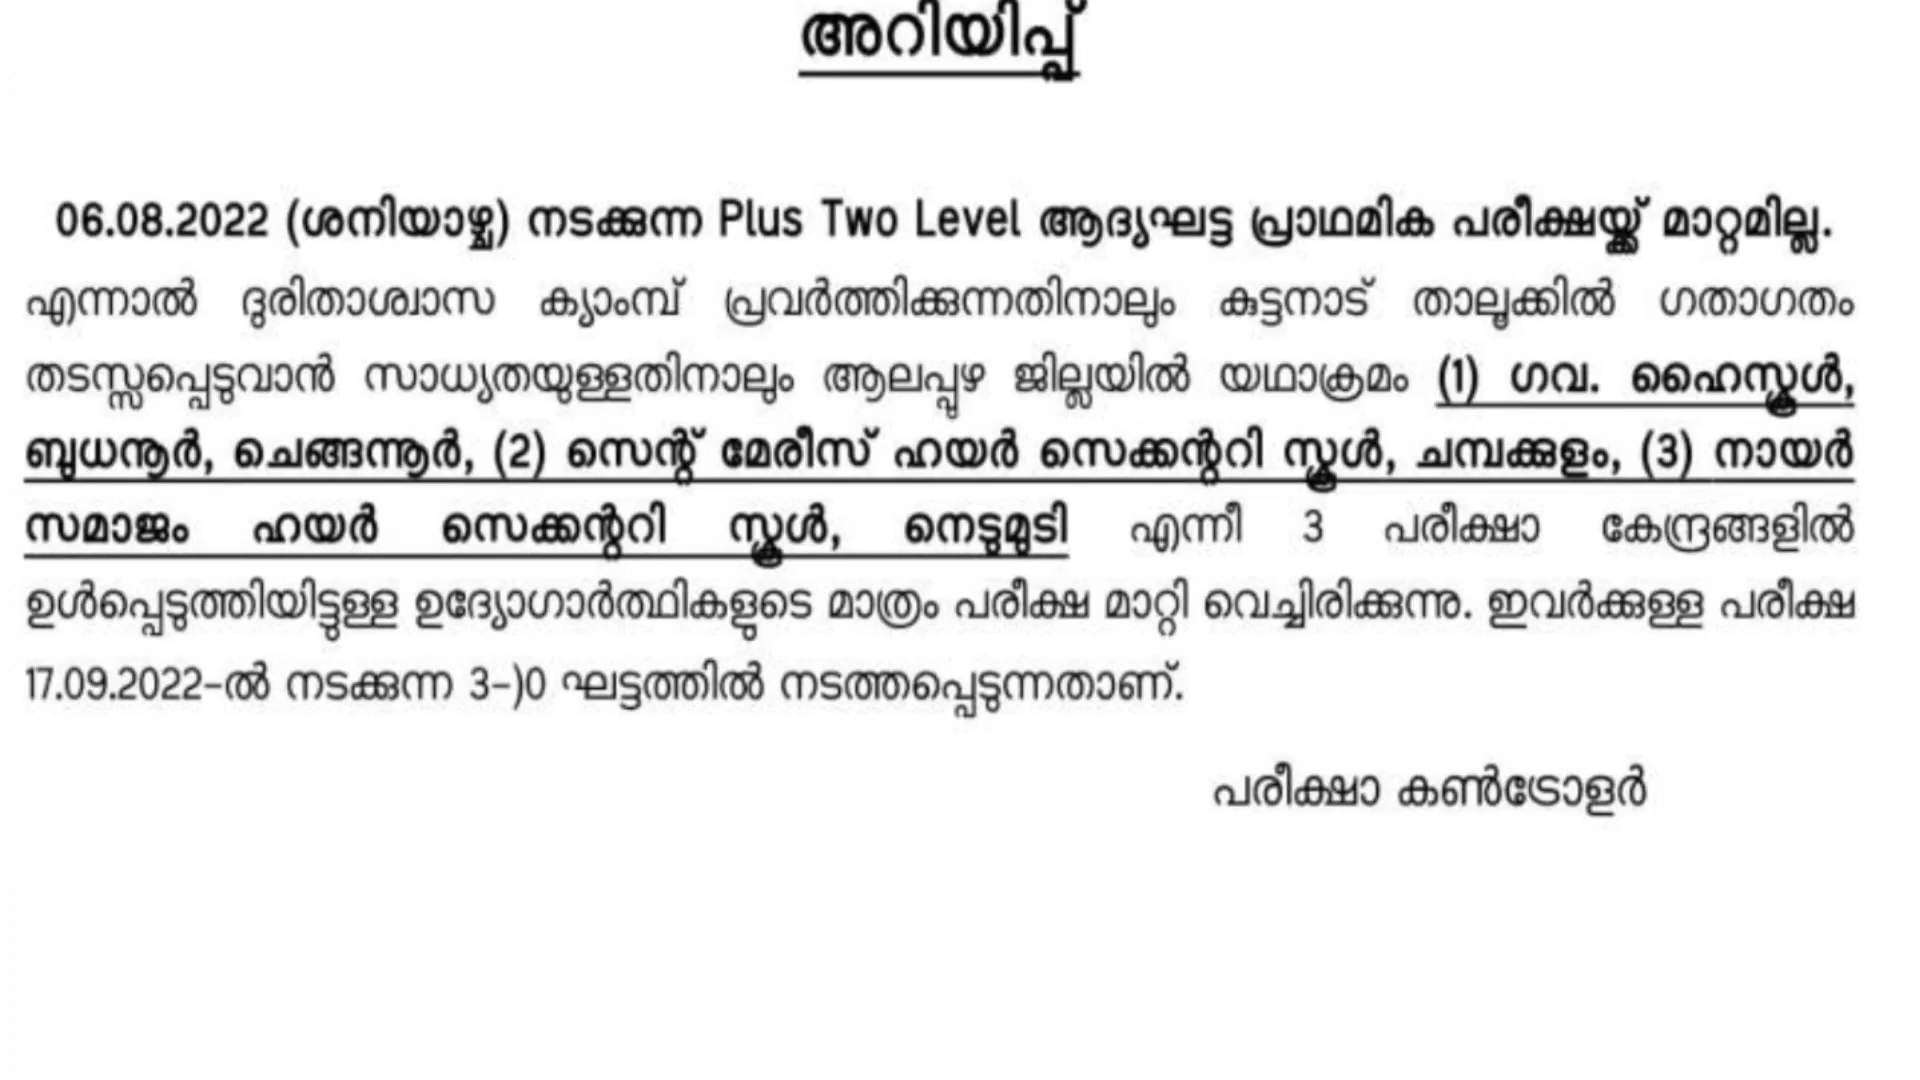 അറിയിപ്പ്
06.08.2022 (ശനിയാഴ്ച) നടക്കുന്ന Plus Two Level ആദ്യഘട്ട പ്രാഥമിക പരീക്ഷയ്ക്ക് മാറ്റമില്ല.
എന്നാൽ ദുരിതാശ്വാസ ക്യാംമ്പ് പ്രവർത്തിക്കുന്നതിനാലും കുട്ടനാട് താലൂക്കിൽ ഗതാഗതം
തടസ്സപ്പെടുവാൻ സാധ്യതയുള്ളതിനാലും ആലപ്പുഴ ജില്ലയിൽ യഥാക്രമം (1) ഗവ. ഹൈസ്കൂൾ,
ബുധനൂർ, ചെങ്ങന്നൂർ, (2) സെന്റ് മേരീസ് ഹയർ സെക്കന്ററി സ്കൂൾ, ചമ്പക്കുളം, (3) നായർ
സമാജം ഹയർ സെക്കന്ററി സ്കൂൾ, നെടുമുടി എന്നീ 3 പരീക്ഷാ കേന്ദ്രങ്ങളിൽ
ഉൾപ്പെടുത്തിയിട്ടുള്ള ഉദ്യോഗാർത്ഥികളുടെ മാത്രം പരീക്ഷ മാറ്റി വെച്ചിരിക്കുന്നു. ഇവർക്കുള്ള പരീക്ഷ
17.09.2022-ൽ നടക്കുന്ന 3-)0 ഘട്ടത്തിൽ നടത്തപ്പെടുന്നതാണ്.
പരീക്ഷാ കൺട്രോളർ